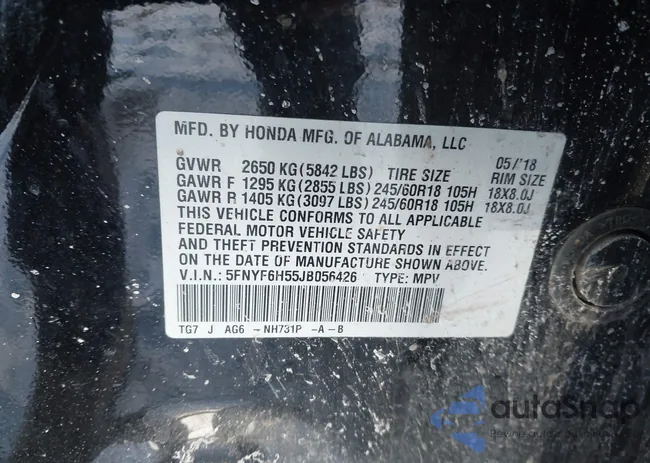 MFD. BY HONDA MFG. OF ALABAMA, LLC
GVWR 2650 KG(5842 LBS) TIRE SIZE 05/'18 RIM SIZE
GAWR F 1295 KG(2855 LBS)245/60R18 105H 18X8.0J
GAWR R 1405 KG(3097 LBS)245/60R18 105H 18X8.0J
THIS VEHICLE CONFORMS TO ALL APPLICABLE
FEDERAL MOTOR VEHICLE SAFETY
AND THEFT PREVENTION STANDARDS IN EFFECT
ON THE DATE OF MANUFACTURE SHOWN ABOVE.
V.I.N.: 5FNYF6H55JB056426 TYPE: MPV
TG7 J AG6 - NH731P -A-B
autoSnap